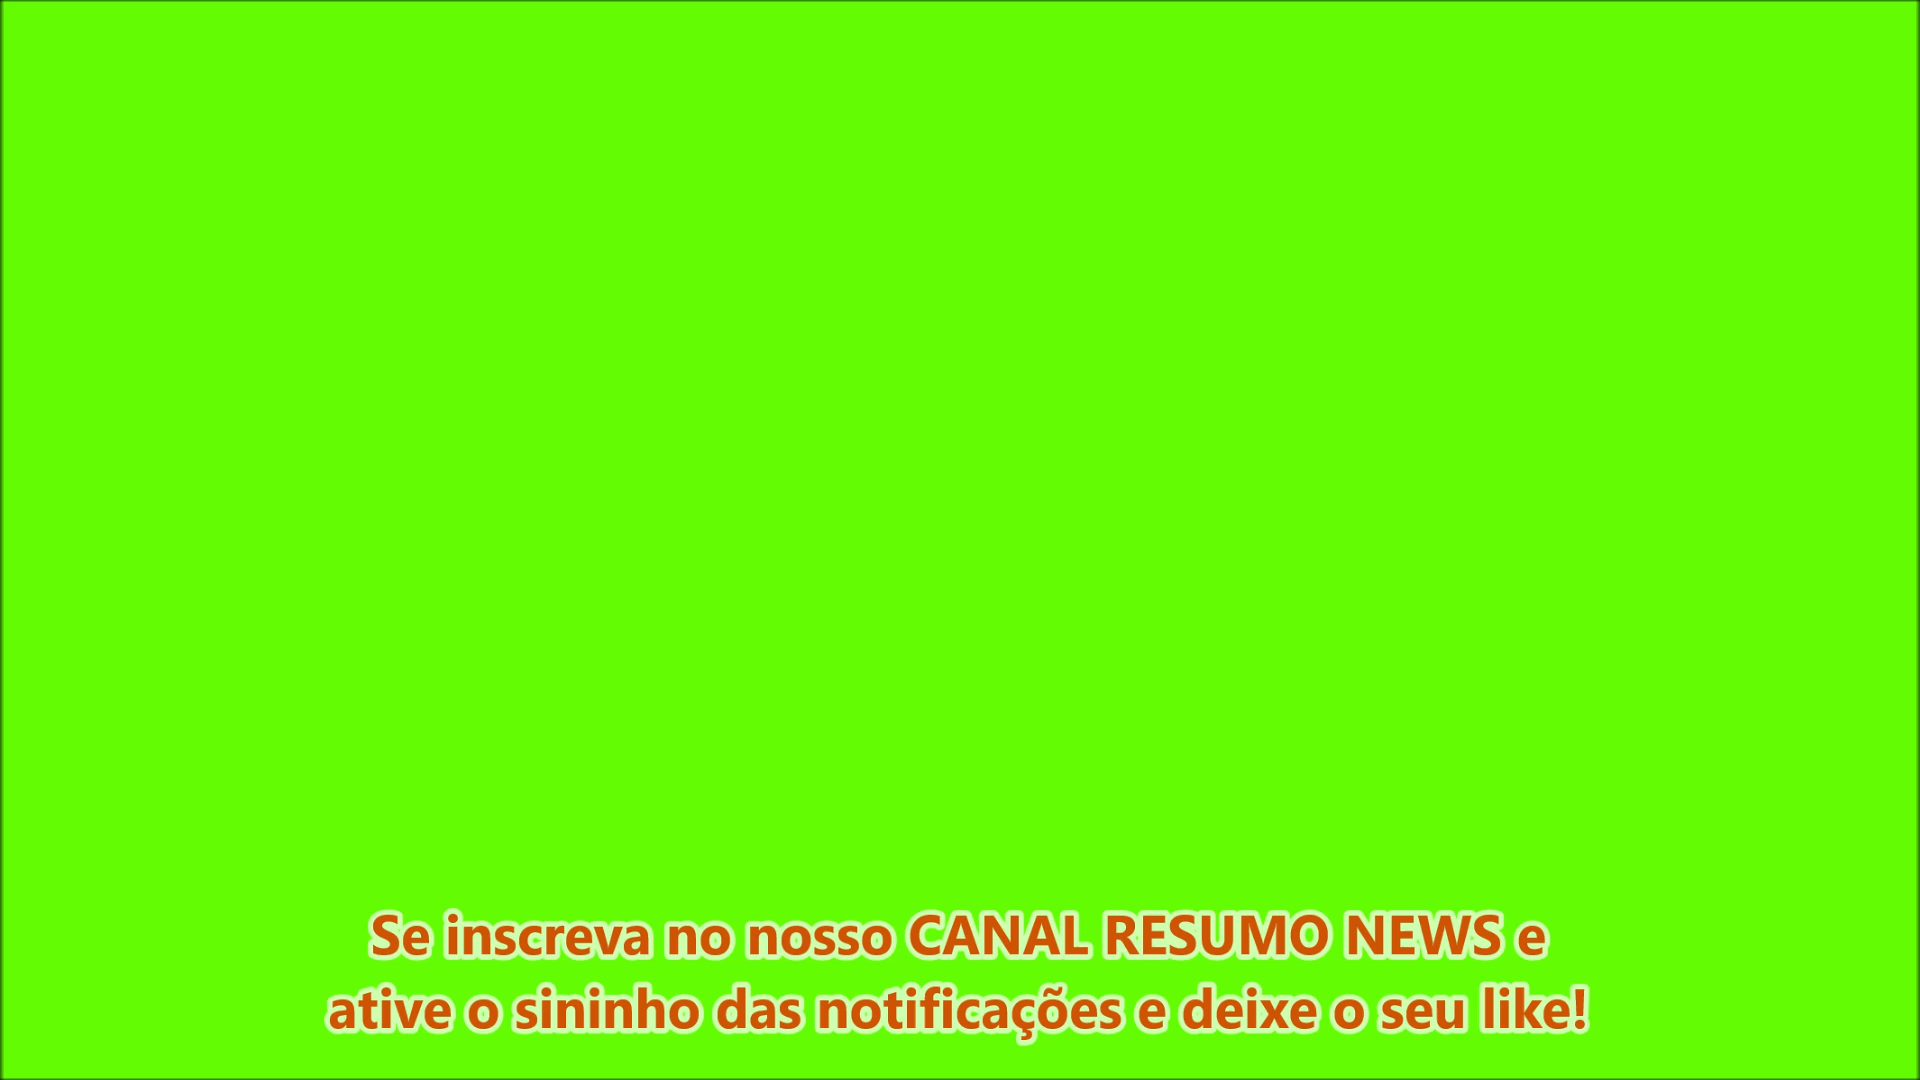 Se inscreva no nosso CANAL RESUMO NEWS e
ative o sininho das notificações e deixe o seu like!